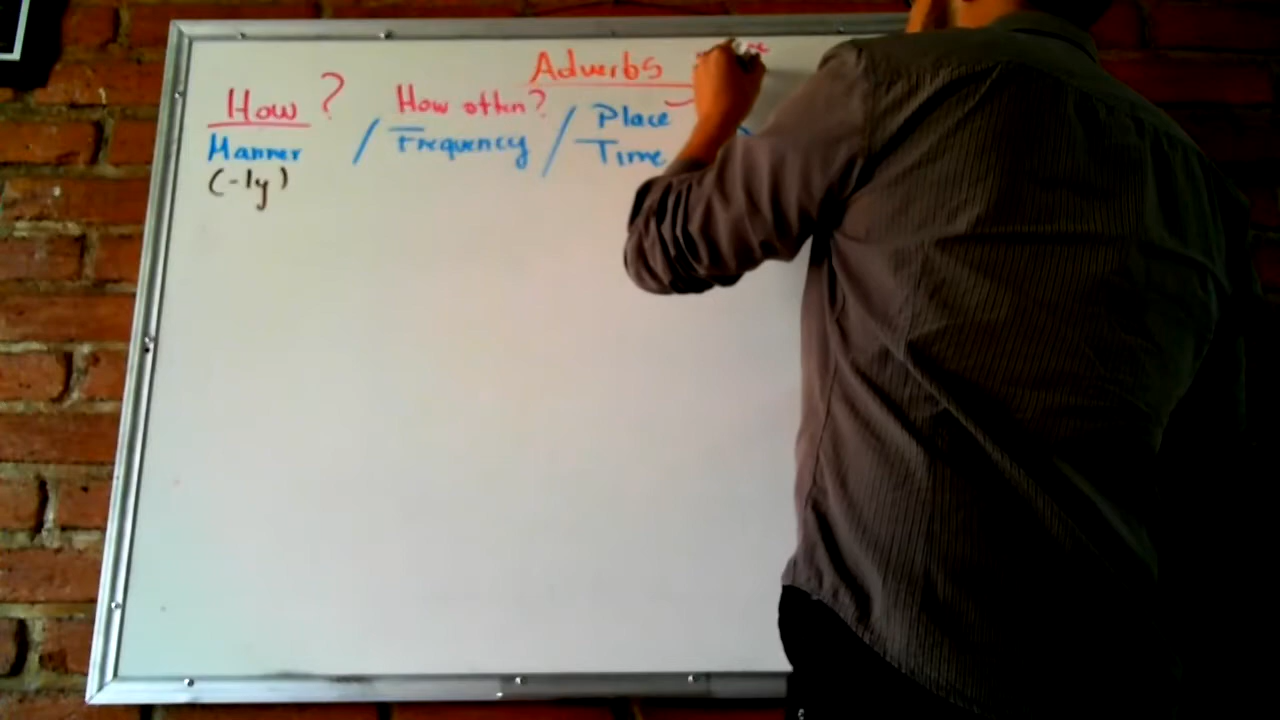 Adverbs
How ? How often?
Manner / Frequency / Place
Time
(-ly)